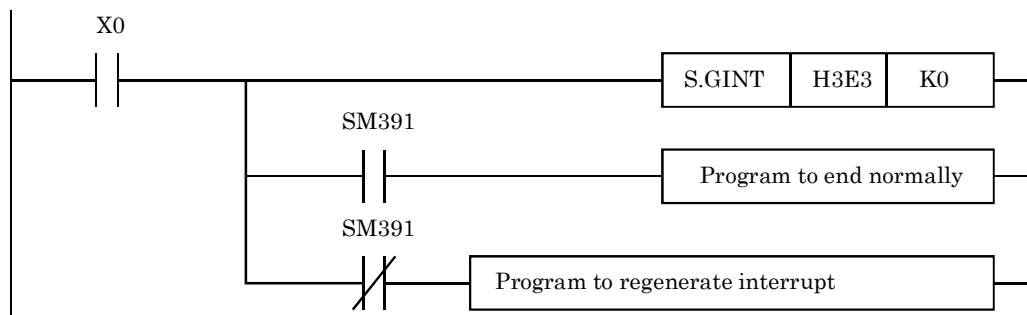 X0
S.GINT H3E3 K0
SM391
Program to end normally
SM391
Program to regenerate interrupt